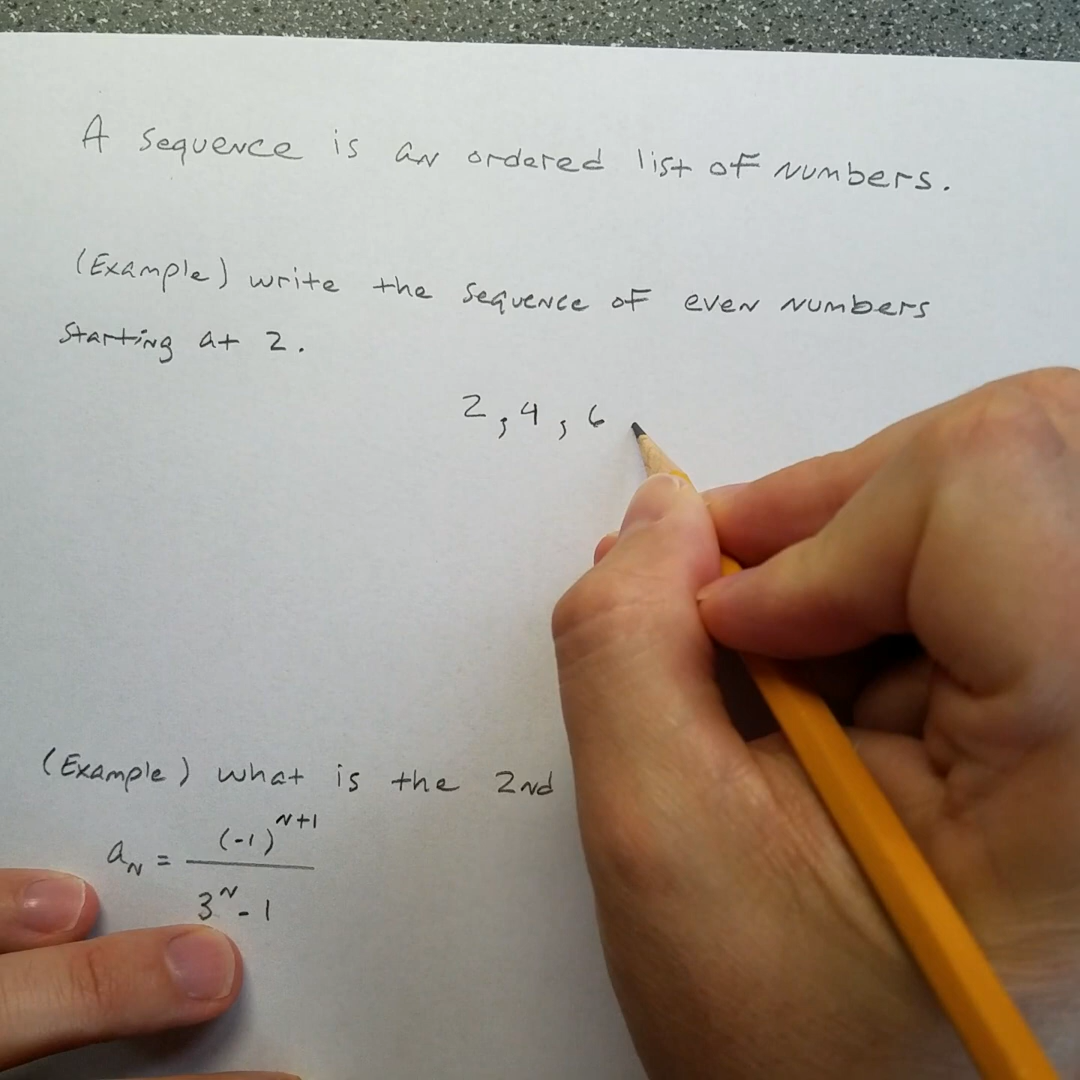 A sequence is an ordered list of numbers.
(Example) write the sequence of even numbers
starting at 2.
2, 4, 6
(Example) what is the 2nd
a_N = (-1)^{N+1} / 3^N - 1